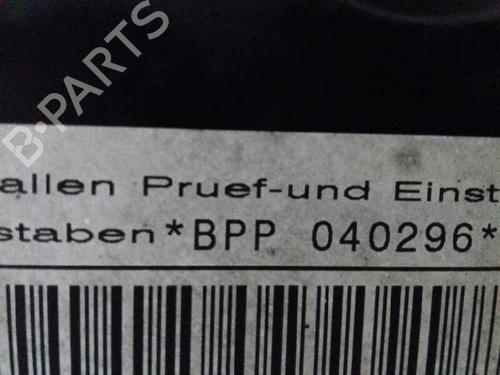 B-PARTS
allen Pruef-und Einst
staben*BPP 040296*